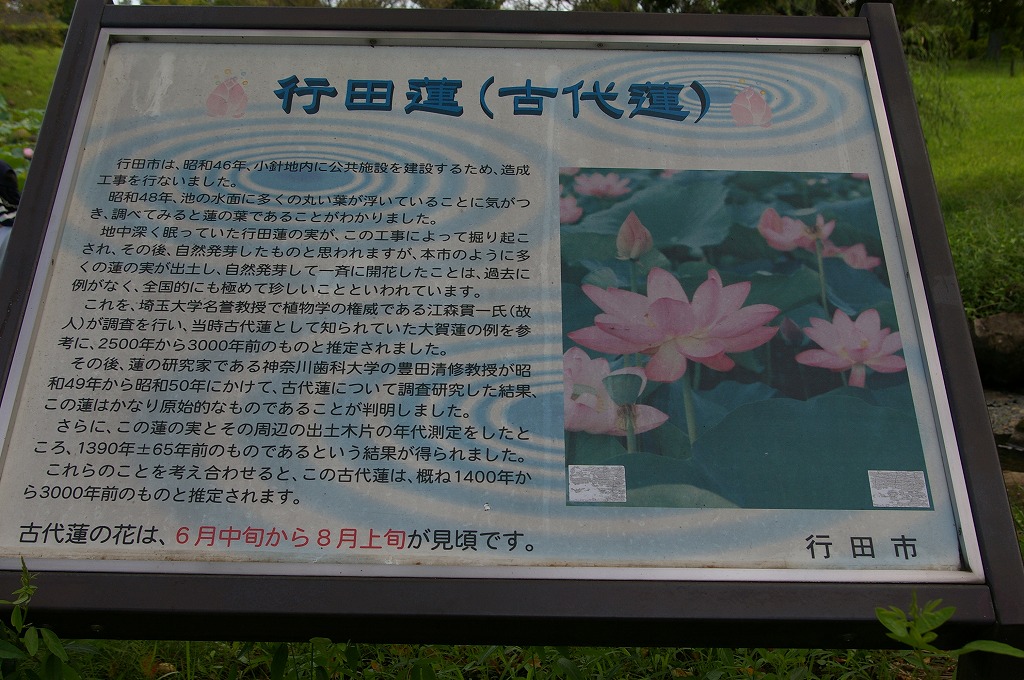 行田蓮(古代蓮)
行田市は、昭和46年、小針地内に公共施設を建設するため、造成
工事を行ないました。
昭和48年、池の水面に多くの丸い葉が浮いていることに気がつ
き、調べてみると蓮の葉であることがわかりました。
地中深く眠っていた行田蓮の実が、この工事によって掘り起こ
され、その後、自然発芽したものと思われますが、本市のように多
くの蓮の実が出土し、自然発芽して一斉に開花したことは、過去に
例がなく、全国的にも極めて珍しいことといわれています。
これを、埼玉大学名誉教授で植物学の権威である江森貫一氏(故
人)が調査を行い、当時古代蓮として知られていた大賀蓮の例を参
考に、2500年から3000年前のものと推定されました。
その後、蓮の研究家である神奈川歯科大学の豊田清修教授が昭
和49年から昭和50年にかけて、古代蓮について調査研究した結果、
この蓮はかなり原始的なものであることが判明しました。
さらに、この蓮の実とその周辺の出土木片の年代測定をしたと
ころ、1390年±65年前のものであるという結果が得られました。
これらのことを考え合わせると、この古代蓮は、概ね1400年か
ら3000年前のものと推定されます。
古代蓮の花は、6月中旬から8月上旬が見頃です。
行田市